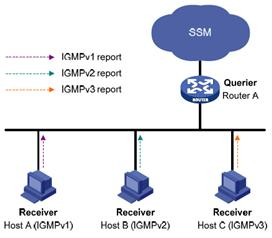 SSM
IGMPv1 report
IGMPv2 report
IGMPv3 report
Querier
Router A
ROUTER
Receiver
Host A (IGMPv1)
Receiver
Host B (IGMPv2)
Receiver
Host C (IGMPv3)